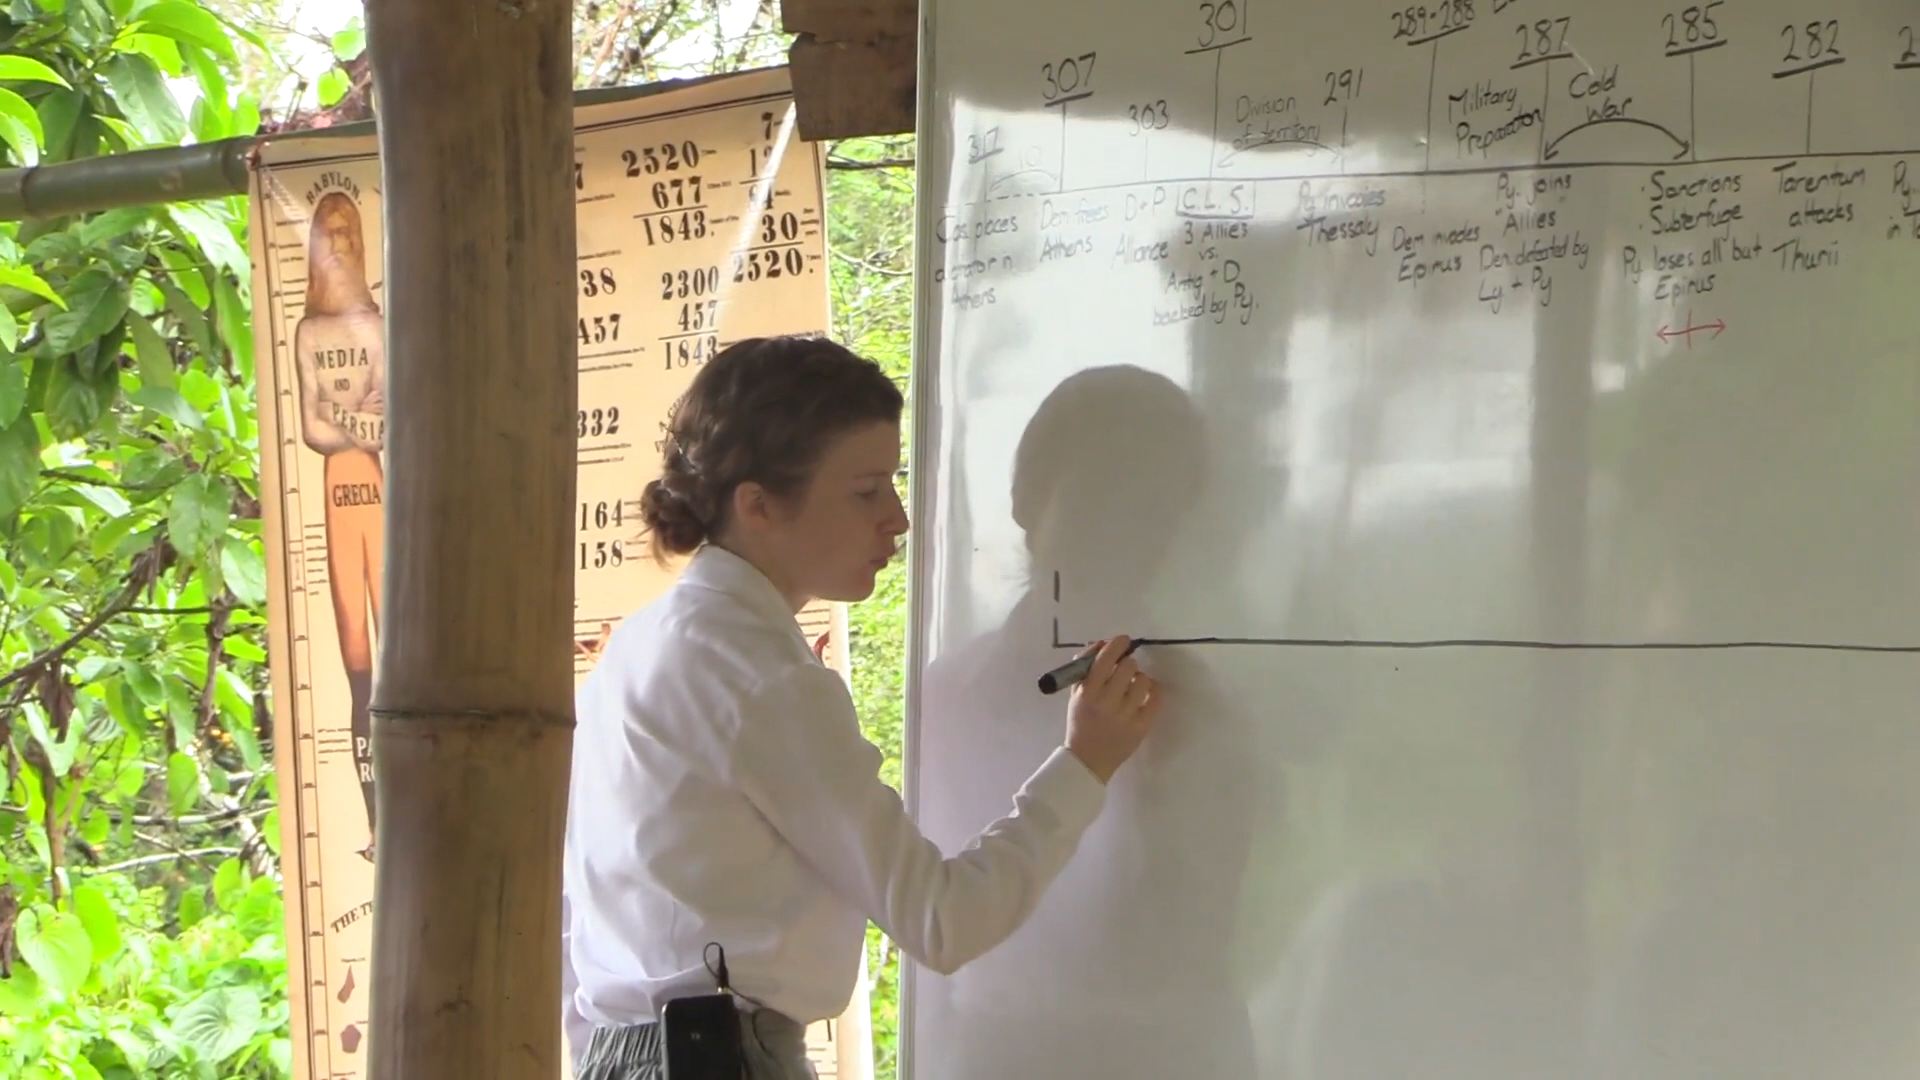 BABYLON.
MEDIA
AND
PERSIA
GRECIA
2520
677
1843.
30
2520.
38
457
2300
457
1843
332
164
158
317
307
303
301
291
289-288
287
285
282
10
Division
of territory
Military
Preparation
Cold
War
Cas. places
Athens
Dem frees
Athens
D + P
Alliance
C. L. S.
3 Allies
vs.
Antig + D
backed by Py.
Py invades
Thessaly
Dem invades
Epirus
Py. joins
"Allies"
Dem defeated by
Ly + Py
· Sanctions
· Subterfuge
Py loses all but
Epirus
Tarentum
attacks
Thurii
Py.